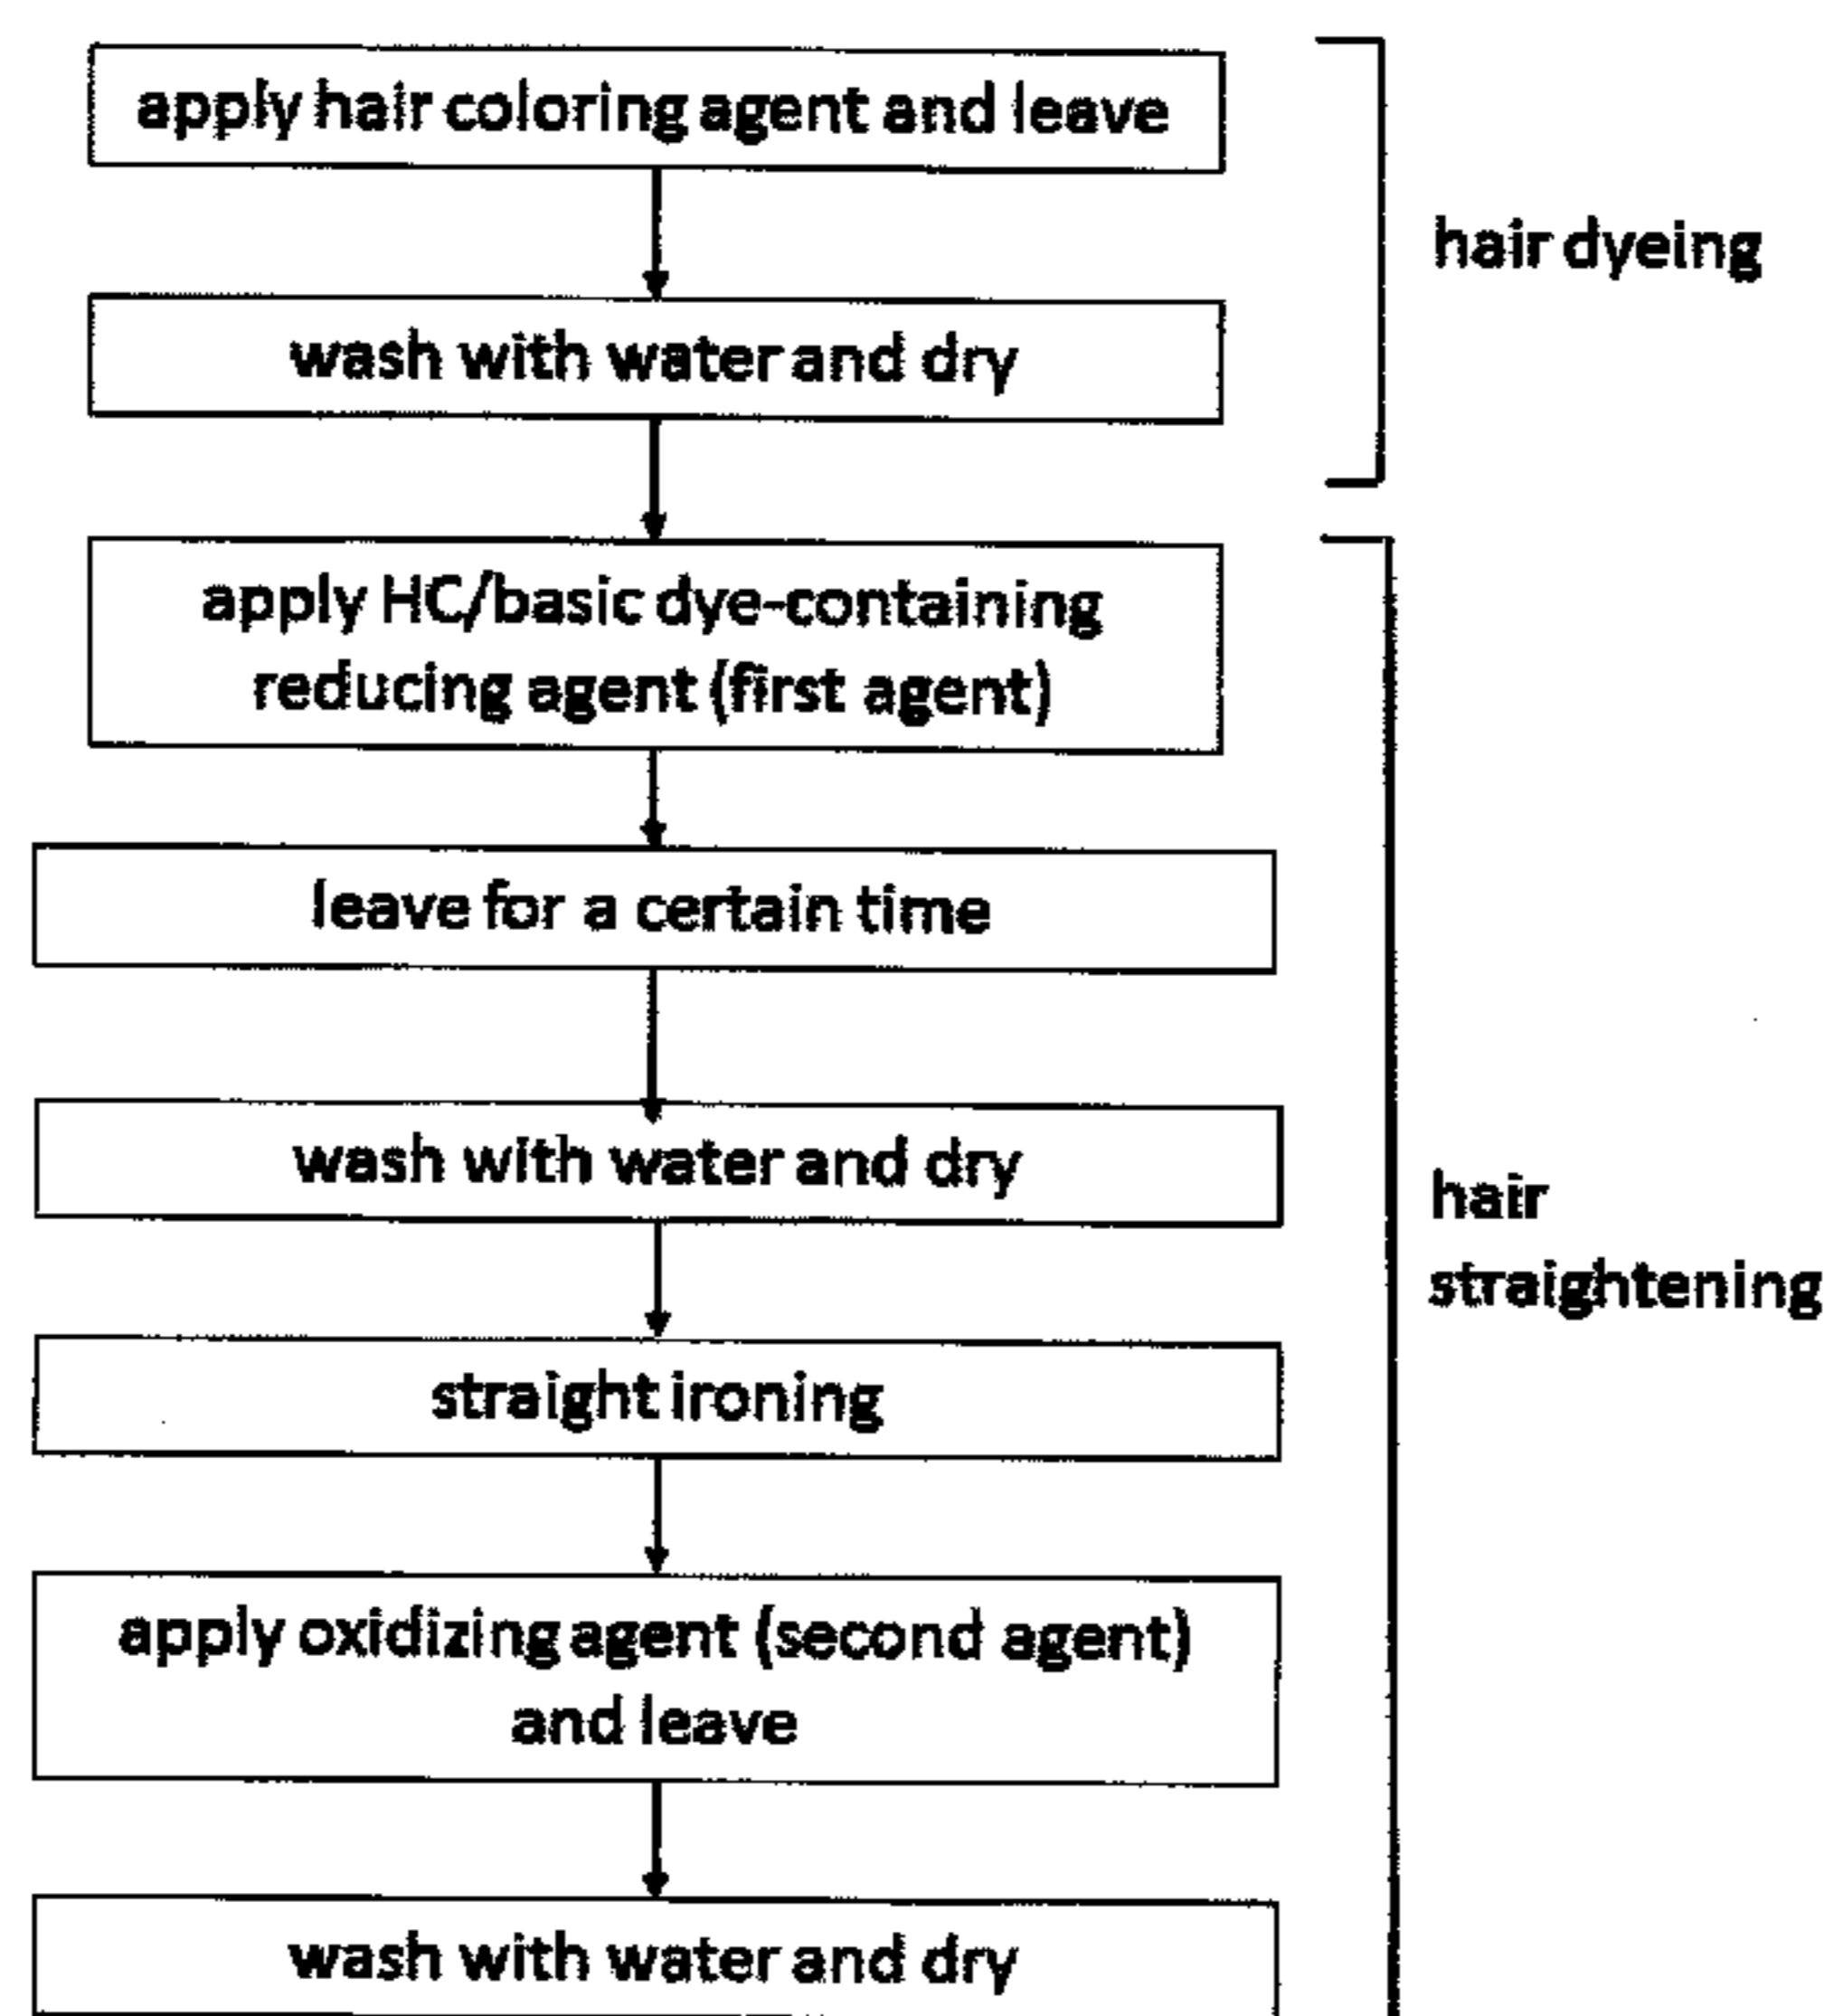 apply hair coloring agent and leave
hair dyeing
wash with water and dry
apply HC/basic dye-containing
reducing agent (first agent)
leave for a certain time
wash with water and dry
hair
straightening
straight ironing
apply oxidizing agent (second agent)
and leave
wash with water and dry